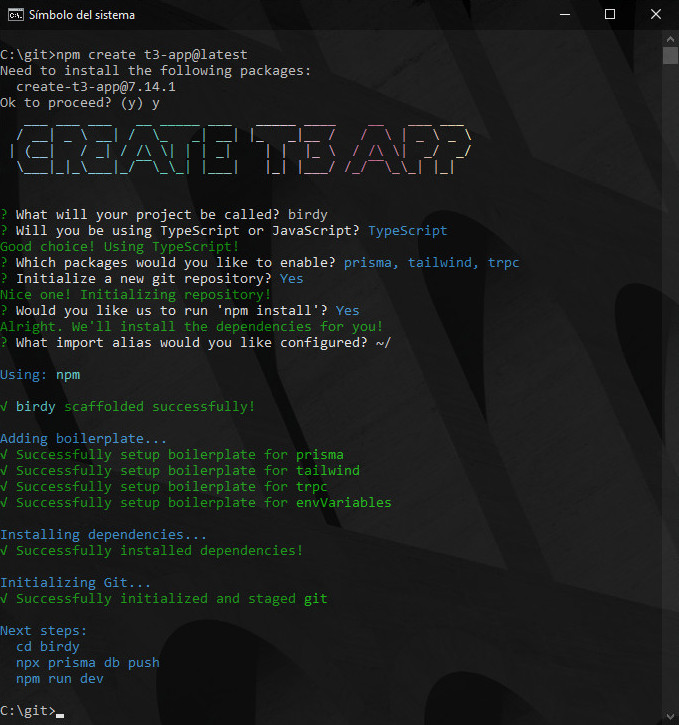 Símbolo del sistema
C:\git>npm create t3-app@latest
Need to install the following packages:
create-t3-app@7.14.1
Ok to proceed? (y) y
CREATE T3 APP
? What will your project be called? birdy
? Will you be using TypeScript or JavaScript? TypeScript
Good choice! Using TypeScript!
? Which packages would you like to enable? prisma, tailwind, trpc
? Initialize a new git repository? Yes
Nice one! Initializing repository!
? Would you like us to run 'npm install'? Yes
Alright. We'll install the dependencies for you!
? What import alias would you like configured? ~/
Using: npm
√ birdy scaffolded successfully!
Adding boilerplate...
√ Successfully setup boilerplate for prisma
√ Successfully setup boilerplate for tailwind
√ Successfully setup boilerplate for trpc
√ Successfully setup boilerplate for envVariables
Installing dependencies...
√ Successfully installed dependencies!
Initializing Git...
√ Successfully initialized and staged git
Next steps:
cd birdy
npx prisma db push
npm run dev
C:\git>